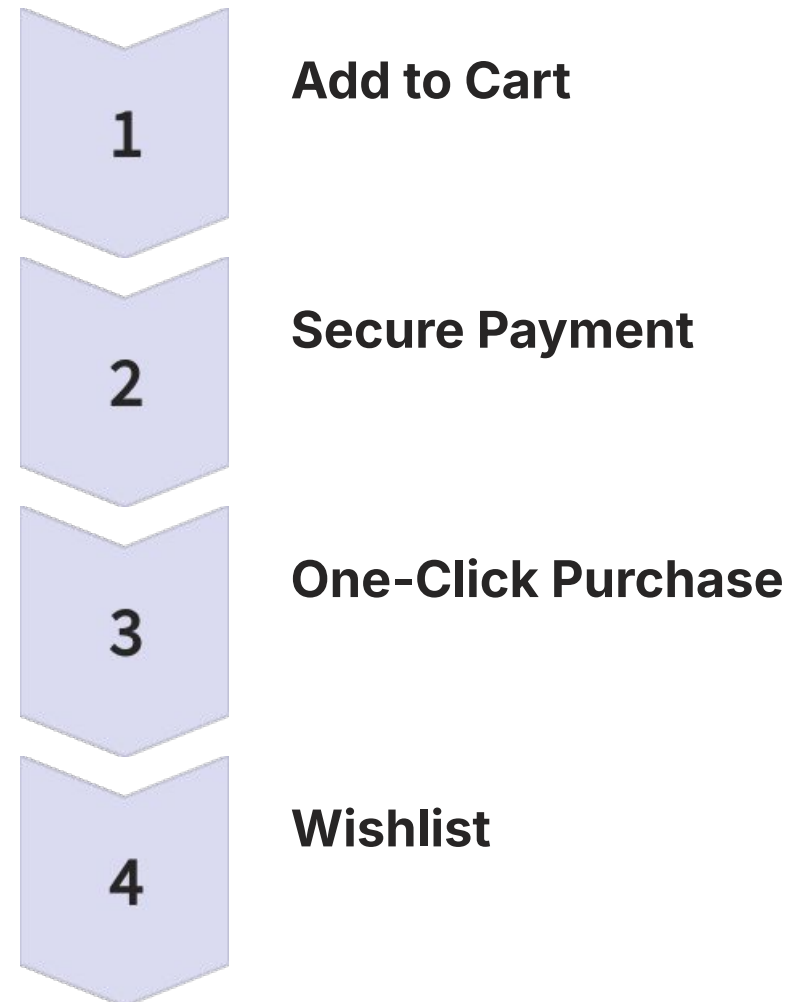 1
Add to Cart
2
Secure Payment
3
One-Click Purchase
4
Wishlist